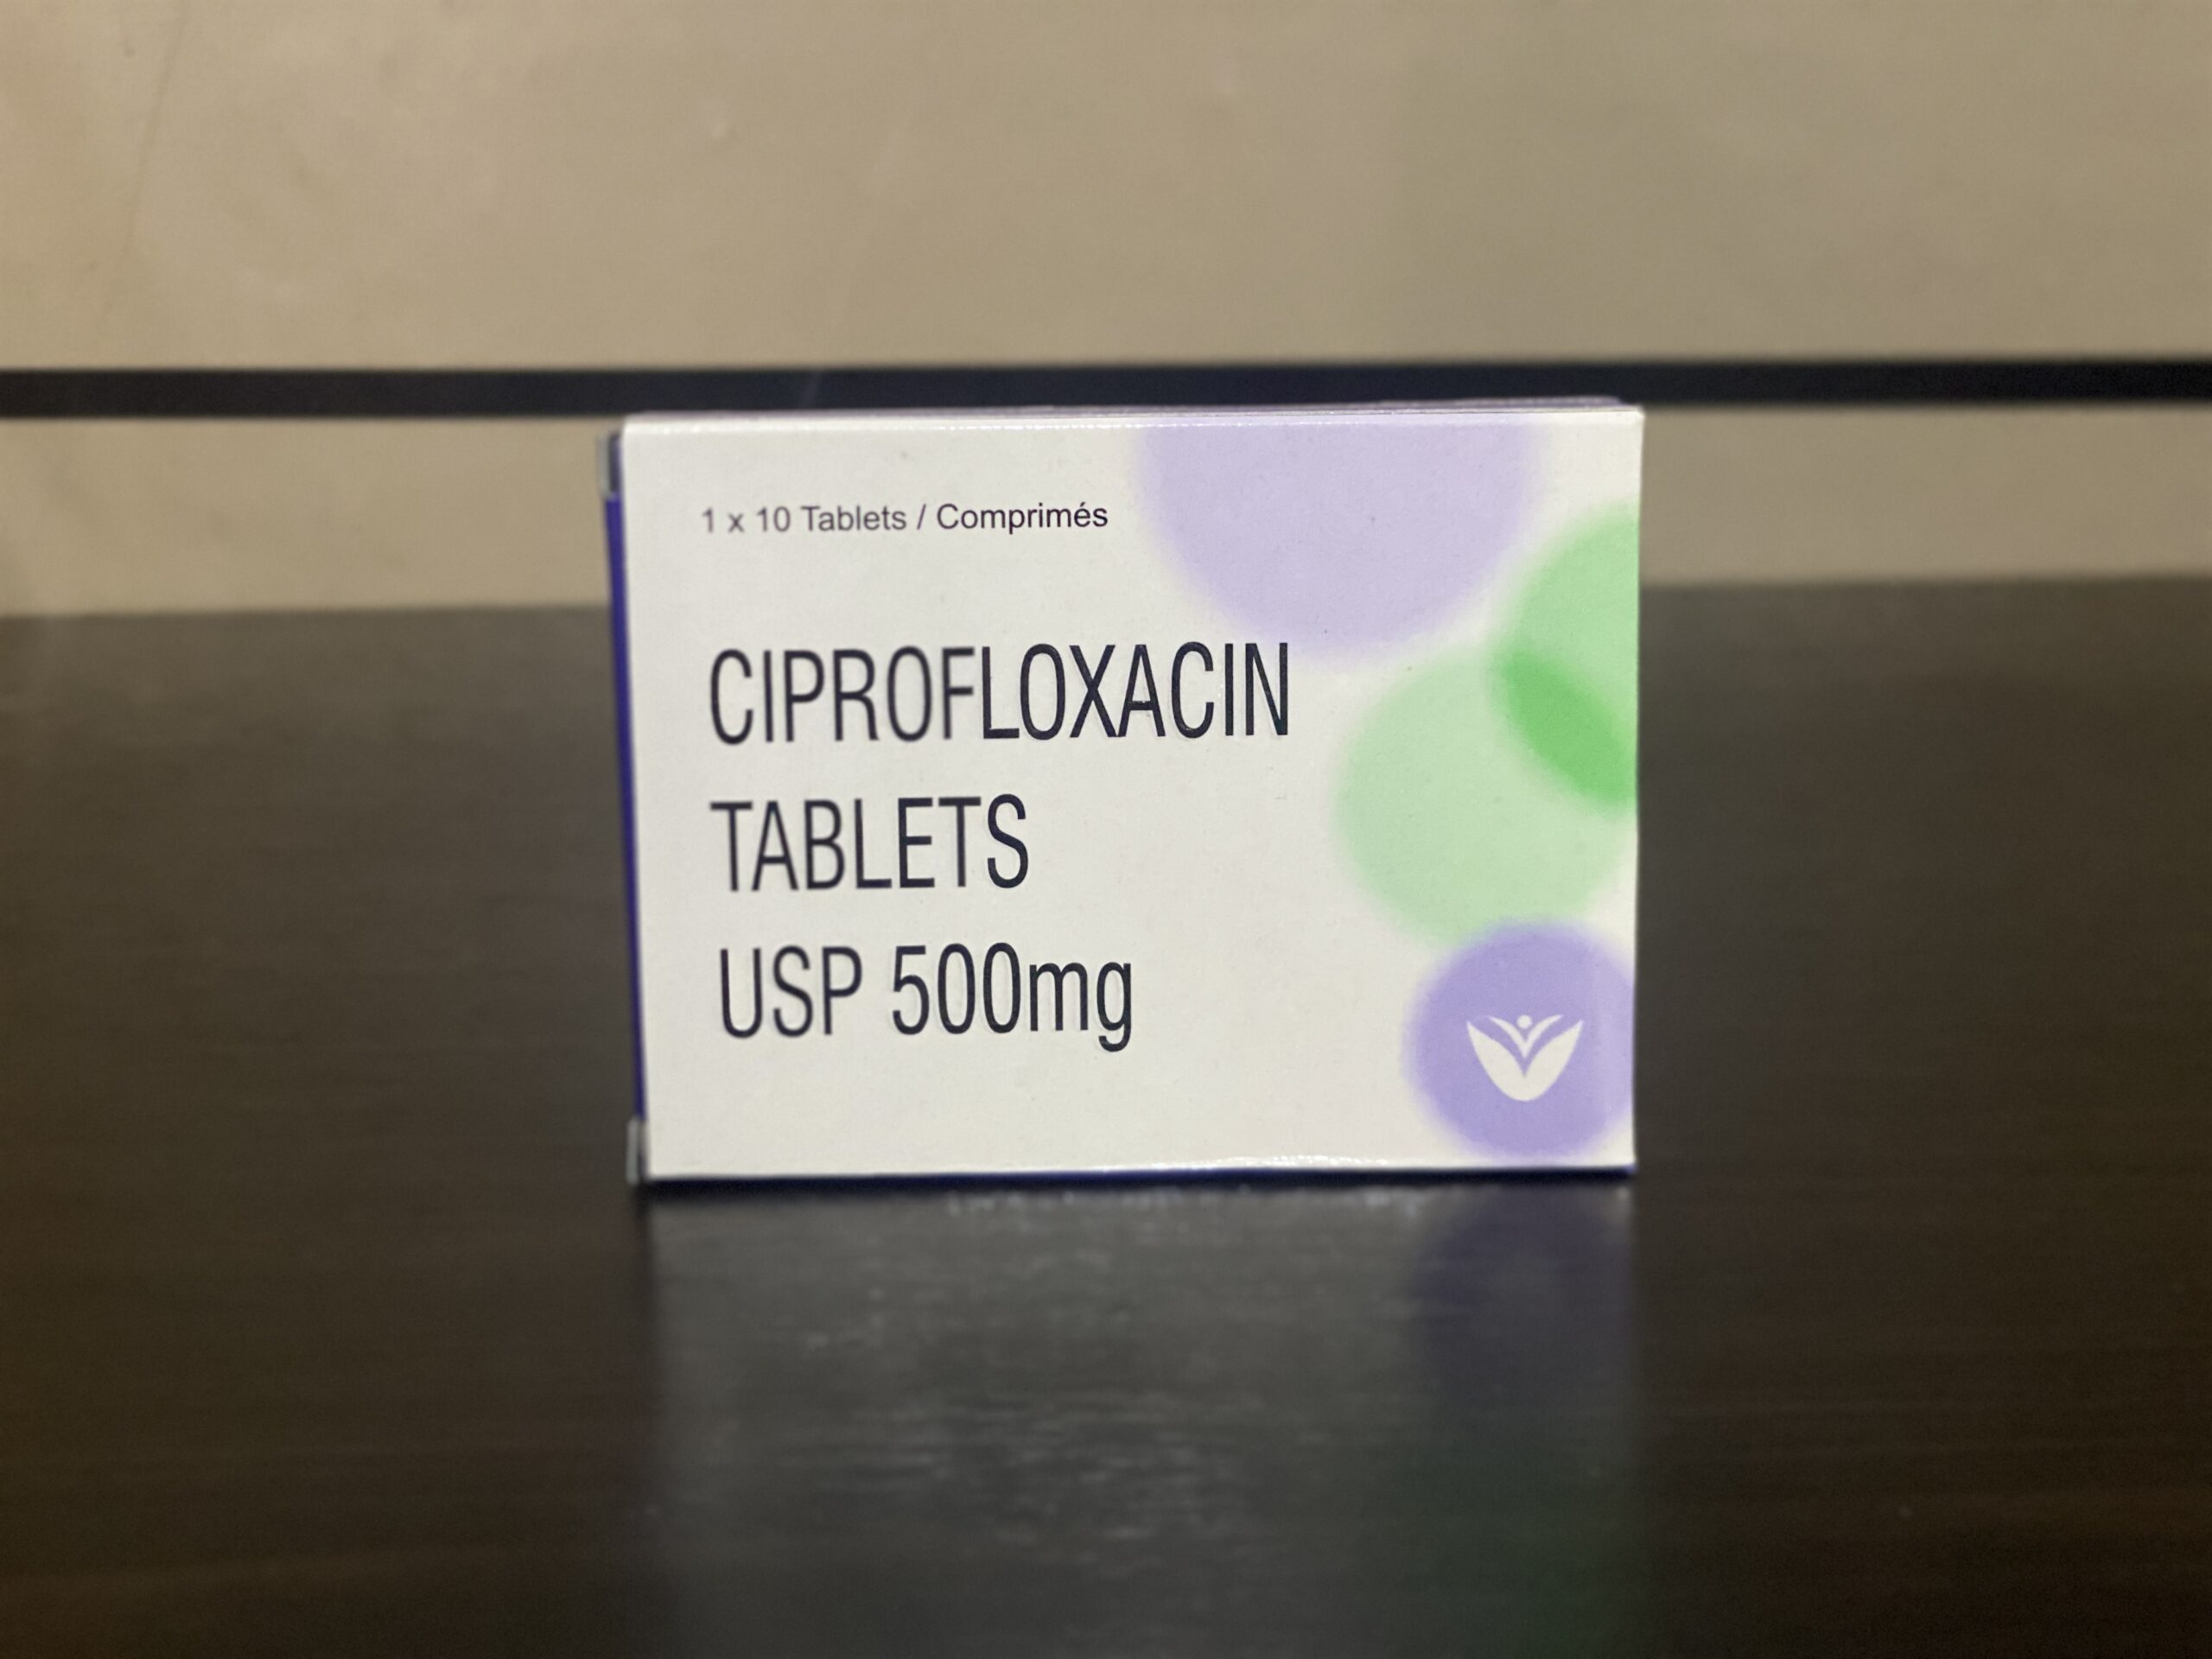 1 x 10 Tablets / Comprimés
CIPROFLOXACIN
TABLETS
USP 500mg